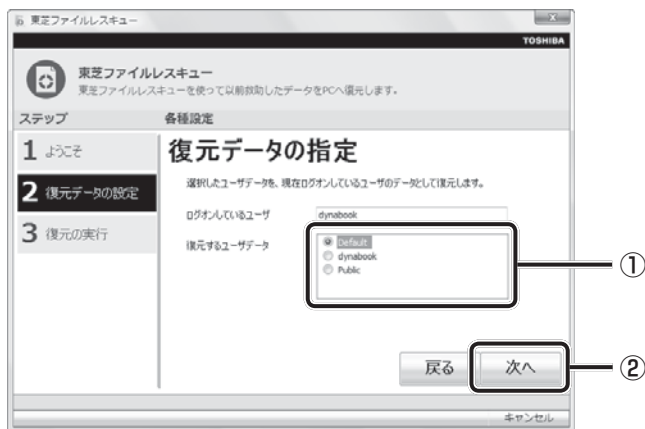 東芝ファイルレスキュー
TOSHIBA
東芝ファイルレスキュー
東芝ファイルレスキューを使って以前救助したデータをPCへ復元します。
ステップ
各種設定
1 ようこそ
2 復元データの設定
3 復元の実行
復元データの指定
選択したユーザデータを、現在ログオンしているユーザのデータとして復元します。
ログオンしているユーザ
dynabook
復元するユーザデータ
Default
dynabook
Public
①
戻る
次へ
②
キャンセル